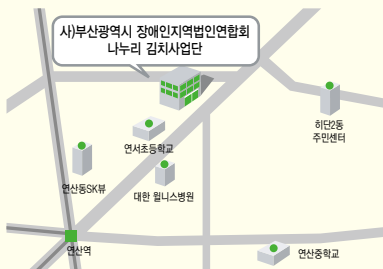 사)부산광역시 장애인지역법인연합회
나누리 김치사업단
히단2동
주민센터
연서초등학교
연산동SK뷰
대한 웰니스병원
연산역
연산중학교